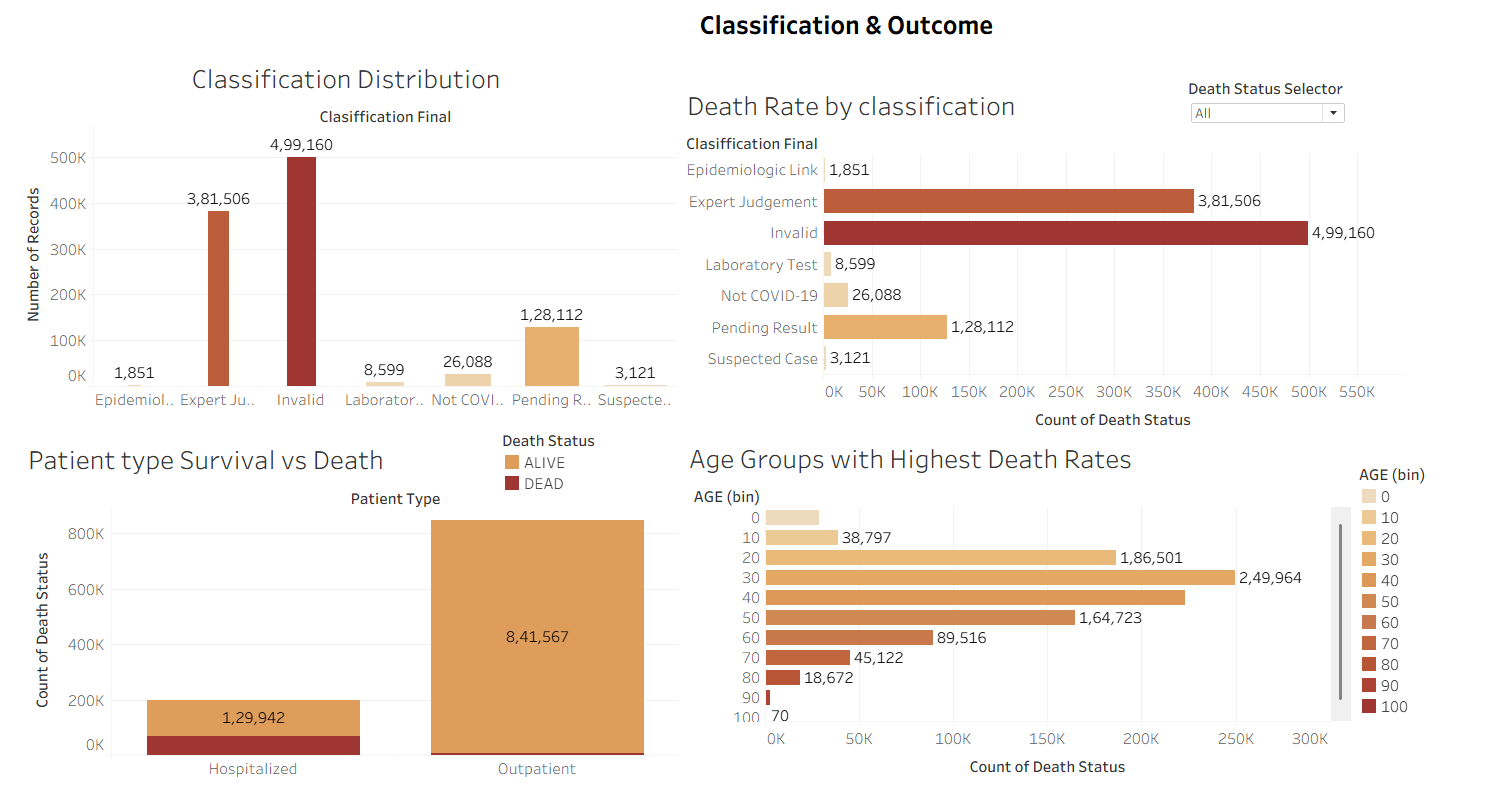 Classification & Outcome
Classification Distribution
Clasiffication Final
Number of Records
500K
400K
300K
200K
100K
0K
1,851
3,81,506
4,99,160
8,599
26,088
1,28,112
3,121
Epidemiol.. Expert Ju.. Invalid Laborator.. Not COVI.. Pending R.. Suspecte..
Death Rate by classification
Death Status Selector
All
Clasiffication Final
Epidemiologic Link 1,851
Expert Judgement 3,81,506
Invalid 4,99,160
Laboratory Test 8,599
Not COVID-19 26,088
Pending Result 1,28,112
Suspected Case 3,121
0K 50K 100K 150K 200K 250K 300K 350K 400K 450K 500K 550K
Count of Death Status
Patient type Survival vs Death
Death Status
ALIVE
DEAD
Patient Type
Count of Death Status
800K
600K
400K
200K
0K
1,29,942
8,41,567
Hospitalized Outpatient
Age Groups with Highest Death Rates
AGE (bin)
0
10 38,797
20 1,86,501
30 2,49,964
40
50 1,64,723
60 89,516
70 45,122
80 18,672
90
100 70
0K 50K 100K 150K 200K 250K 300K
Count of Death Status
AGE (bin)
0
10
20
30
40
50
60
70
80
90
100